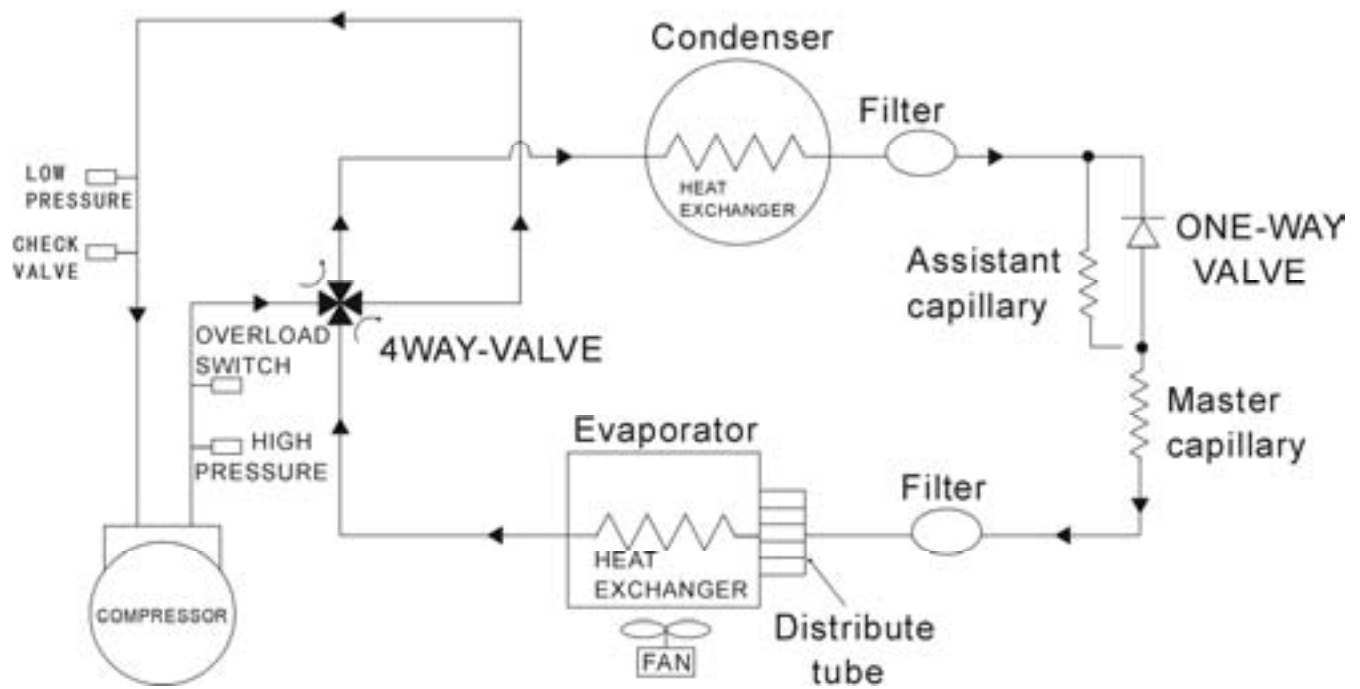 Condenser
Filter
HEAT
EXCHANGER
LOW
PRESSURE
CHECK
VALVE
ONE-WAY
VALVE
Assistant
capillary
OVERLOAD
SWITCH
4WAY-VALVE
HIGH
PRESSURE
Master
capillary
Evaporator
Filter
HEAT
EXCHANGER
COMPRESSOR
Distribute
tube
FAN